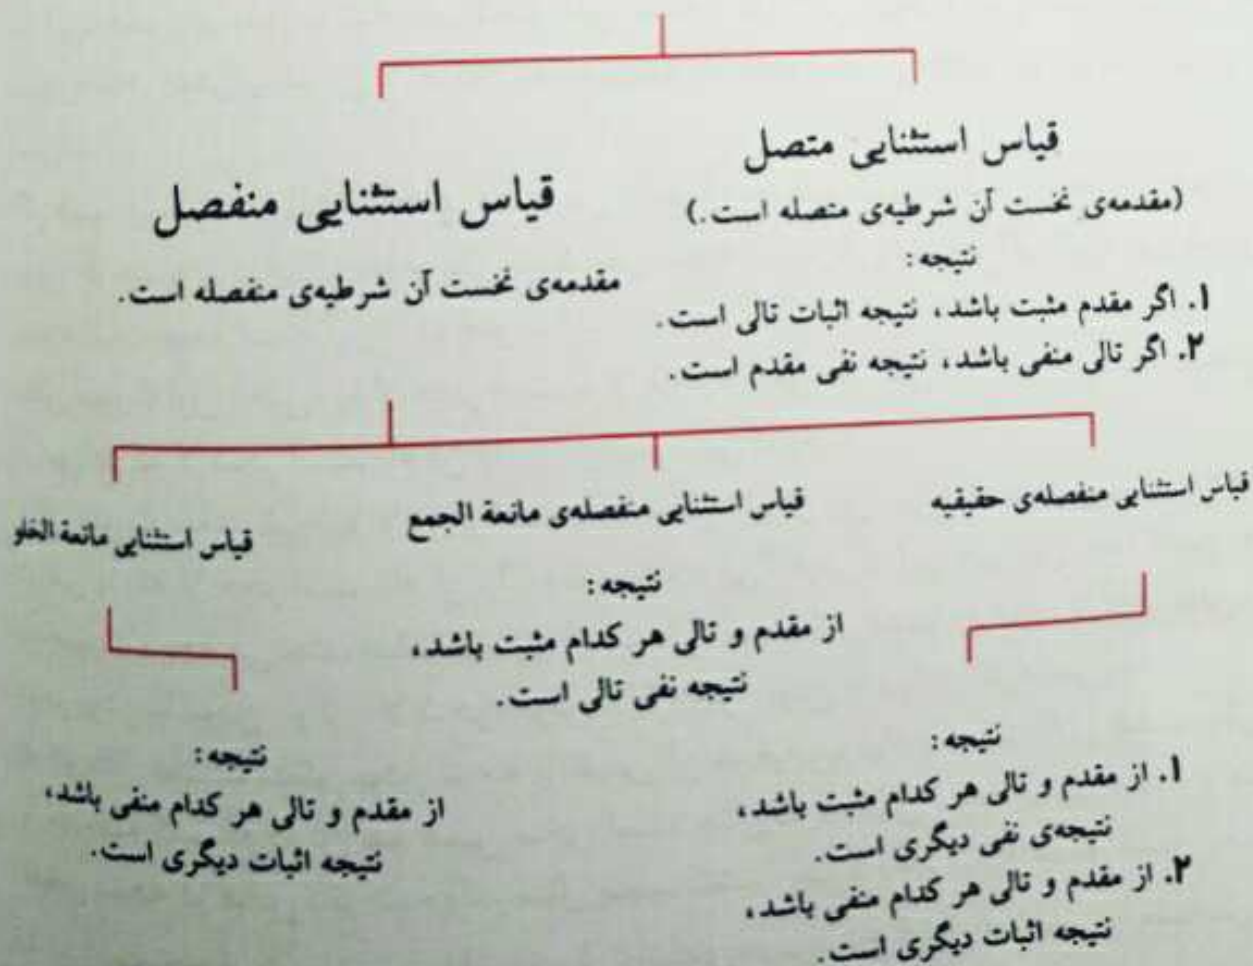 قیاس استثنایی متصل
(مقدمه‌ی نخست آن شرطیه‌ی متصله است.)
نتیجه:
۱. اگر مقدم مثبت باشد، نتیجه اثبات تالی است.
۲. اگر تالی منفی باشد، نتیجه نفی مقدم است.
قیاس استثنایی منفصل
مقدمه‌ی نخست آن شرطیه‌ی منفصله است.
قیاس استثنایی منفصله‌ی حقیقیه
نتیجه:
۱. از مقدم و تالی هر کدام مثبت باشد،
نتیجه‌ی نفی دیگری است.
۲. از مقدم و تالی هر کدام منفی باشد،
نتیجه اثبات دیگری است.
قیاس استثنایی منفصله‌ی مانعة الجمع
نتیجه:
از مقدم و تالی هر کدام مثبت باشد،
نتیجه نفی تالی است.
قیاس استثنایی مانعة الخلو
نتیجه:
از مقدم و تالی هر کدام منفی باشد،
نتیجه اثبات دیگری است.